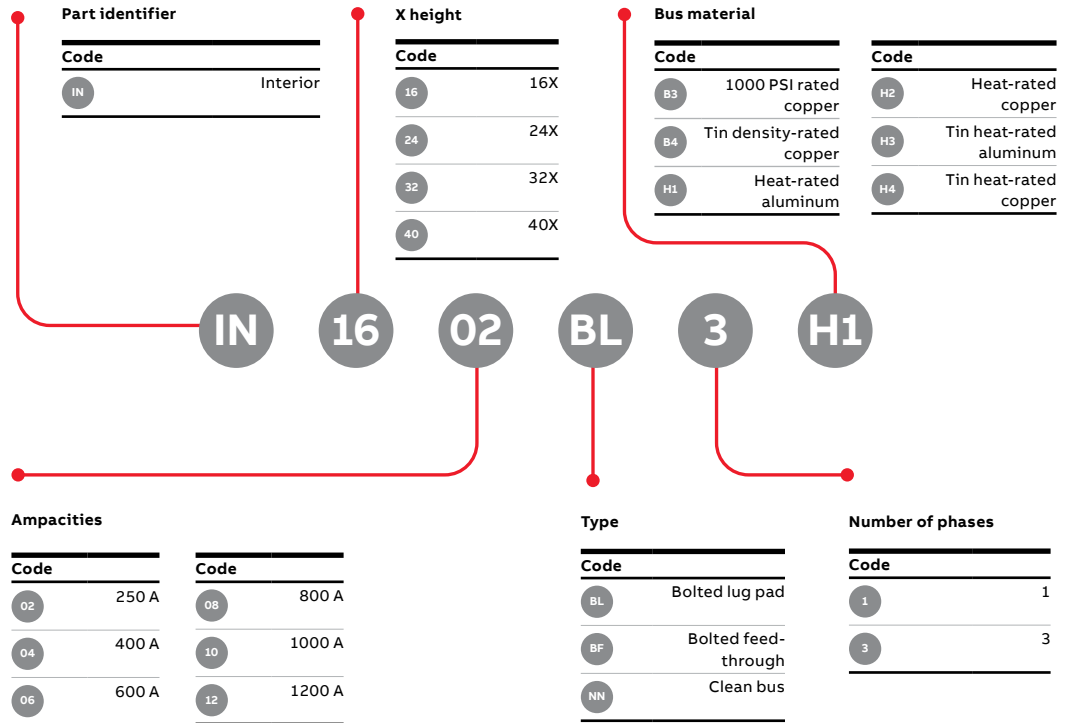 Part identifier
Code
IN Interior
X height
Code
16 16X
24 24X
32 32X
40 40X
Bus material
Code
B3 1000 PSI rated
copper
B4 Tin density-rated
copper
H1 Heat-rated
aluminum
Code
H2 Heat-rated
copper
H3 Tin heat-rated
aluminum
H4 Tin heat-rated
copper
IN 16 02 BL 3 H1
Ampacities
Code
02 250 A
04 400 A
06 600 A
Code
08 800 A
10 1000 A
12 1200 A
Type
Code
BL Bolted lug pad
BF Bolted feed-
through
NN Clean bus
Number of phases
Code
1 1
3 3